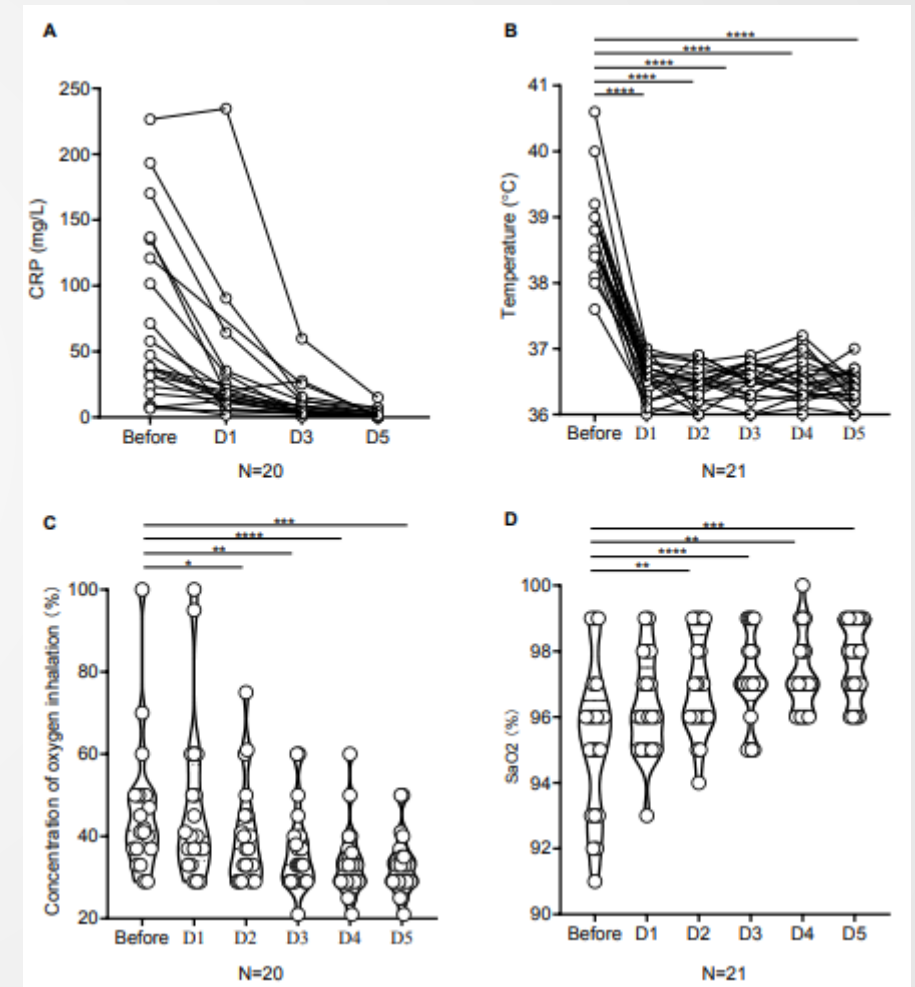 A
CRP (mg/L)
250
200
150
100
50
0
Before D1 D3 D5
N=20
B
****
****
****
****
****
Temperature (°C)
41
40
39
38
37
36
Before D1 D2 D3 D4 D5
N=21
C
***
****
**
*
Concentration of oxygen inhalation (%)
100
80
60
40
20
Before D1 D2 D3 D4 D5
N=20
D
***
**
****
**
SaO2 (%)
100
98
96
94
92
90
Before D1 D2 D3 D4 D5
N=21